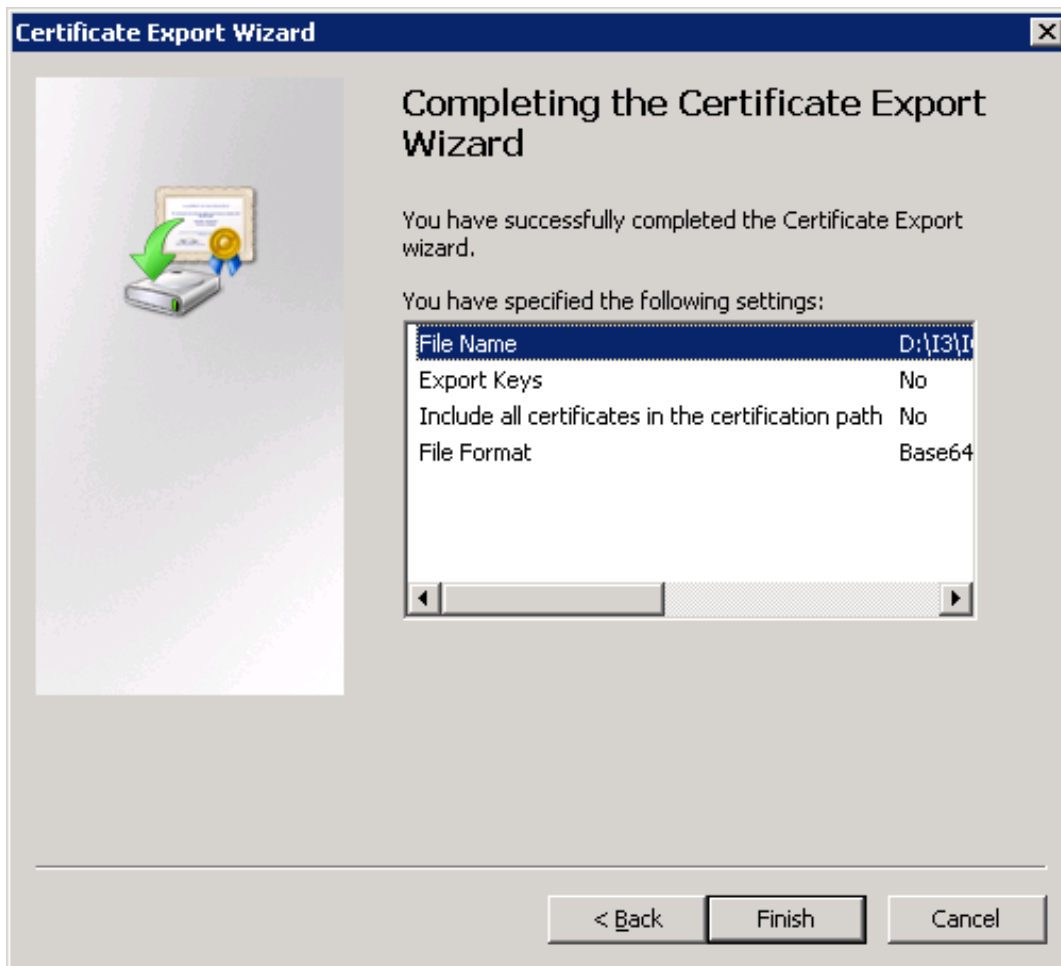 Certificate Export Wizard
Completing the Certificate Export
Wizard
You have successfully completed the Certificate Export
wizard.
You have specified the following settings:
File Name D:\I3\I
Export Keys No
Include all certificates in the certification path No
File Format Base64
< Back Finish Cancel